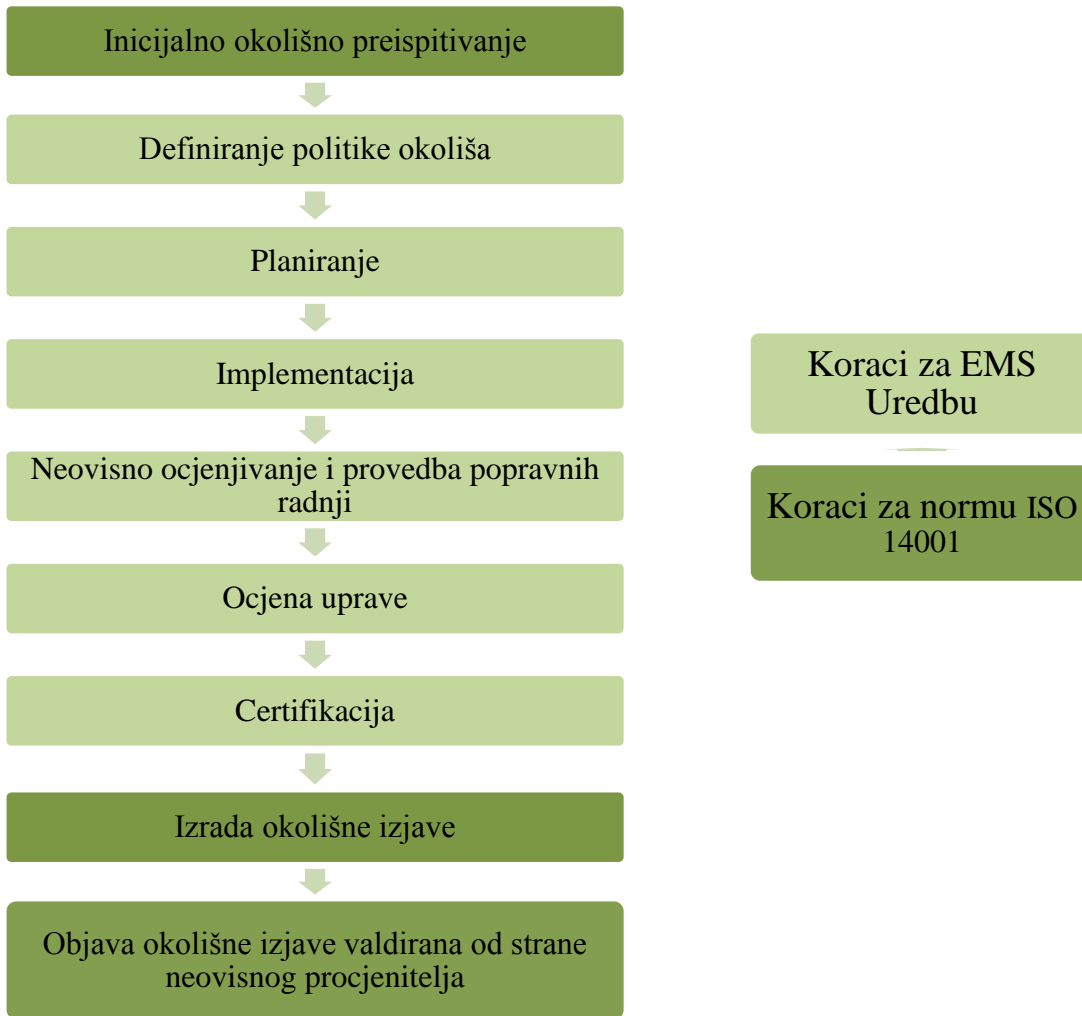 Inicijalno okolišno preispitivanje
Definiranje politike okoliša
Planiranje
Implementacija
Neovisno ocjenjivanje i provedba popravnih
radnji
Ocjena uprave
Certifikacija
Izrada okolišne izjave
Objava okolišne izjave valdirana od strane
neovisnog procjenitelja
Koraci za EMS
Uredbu
Koraci za normu ISO
14001